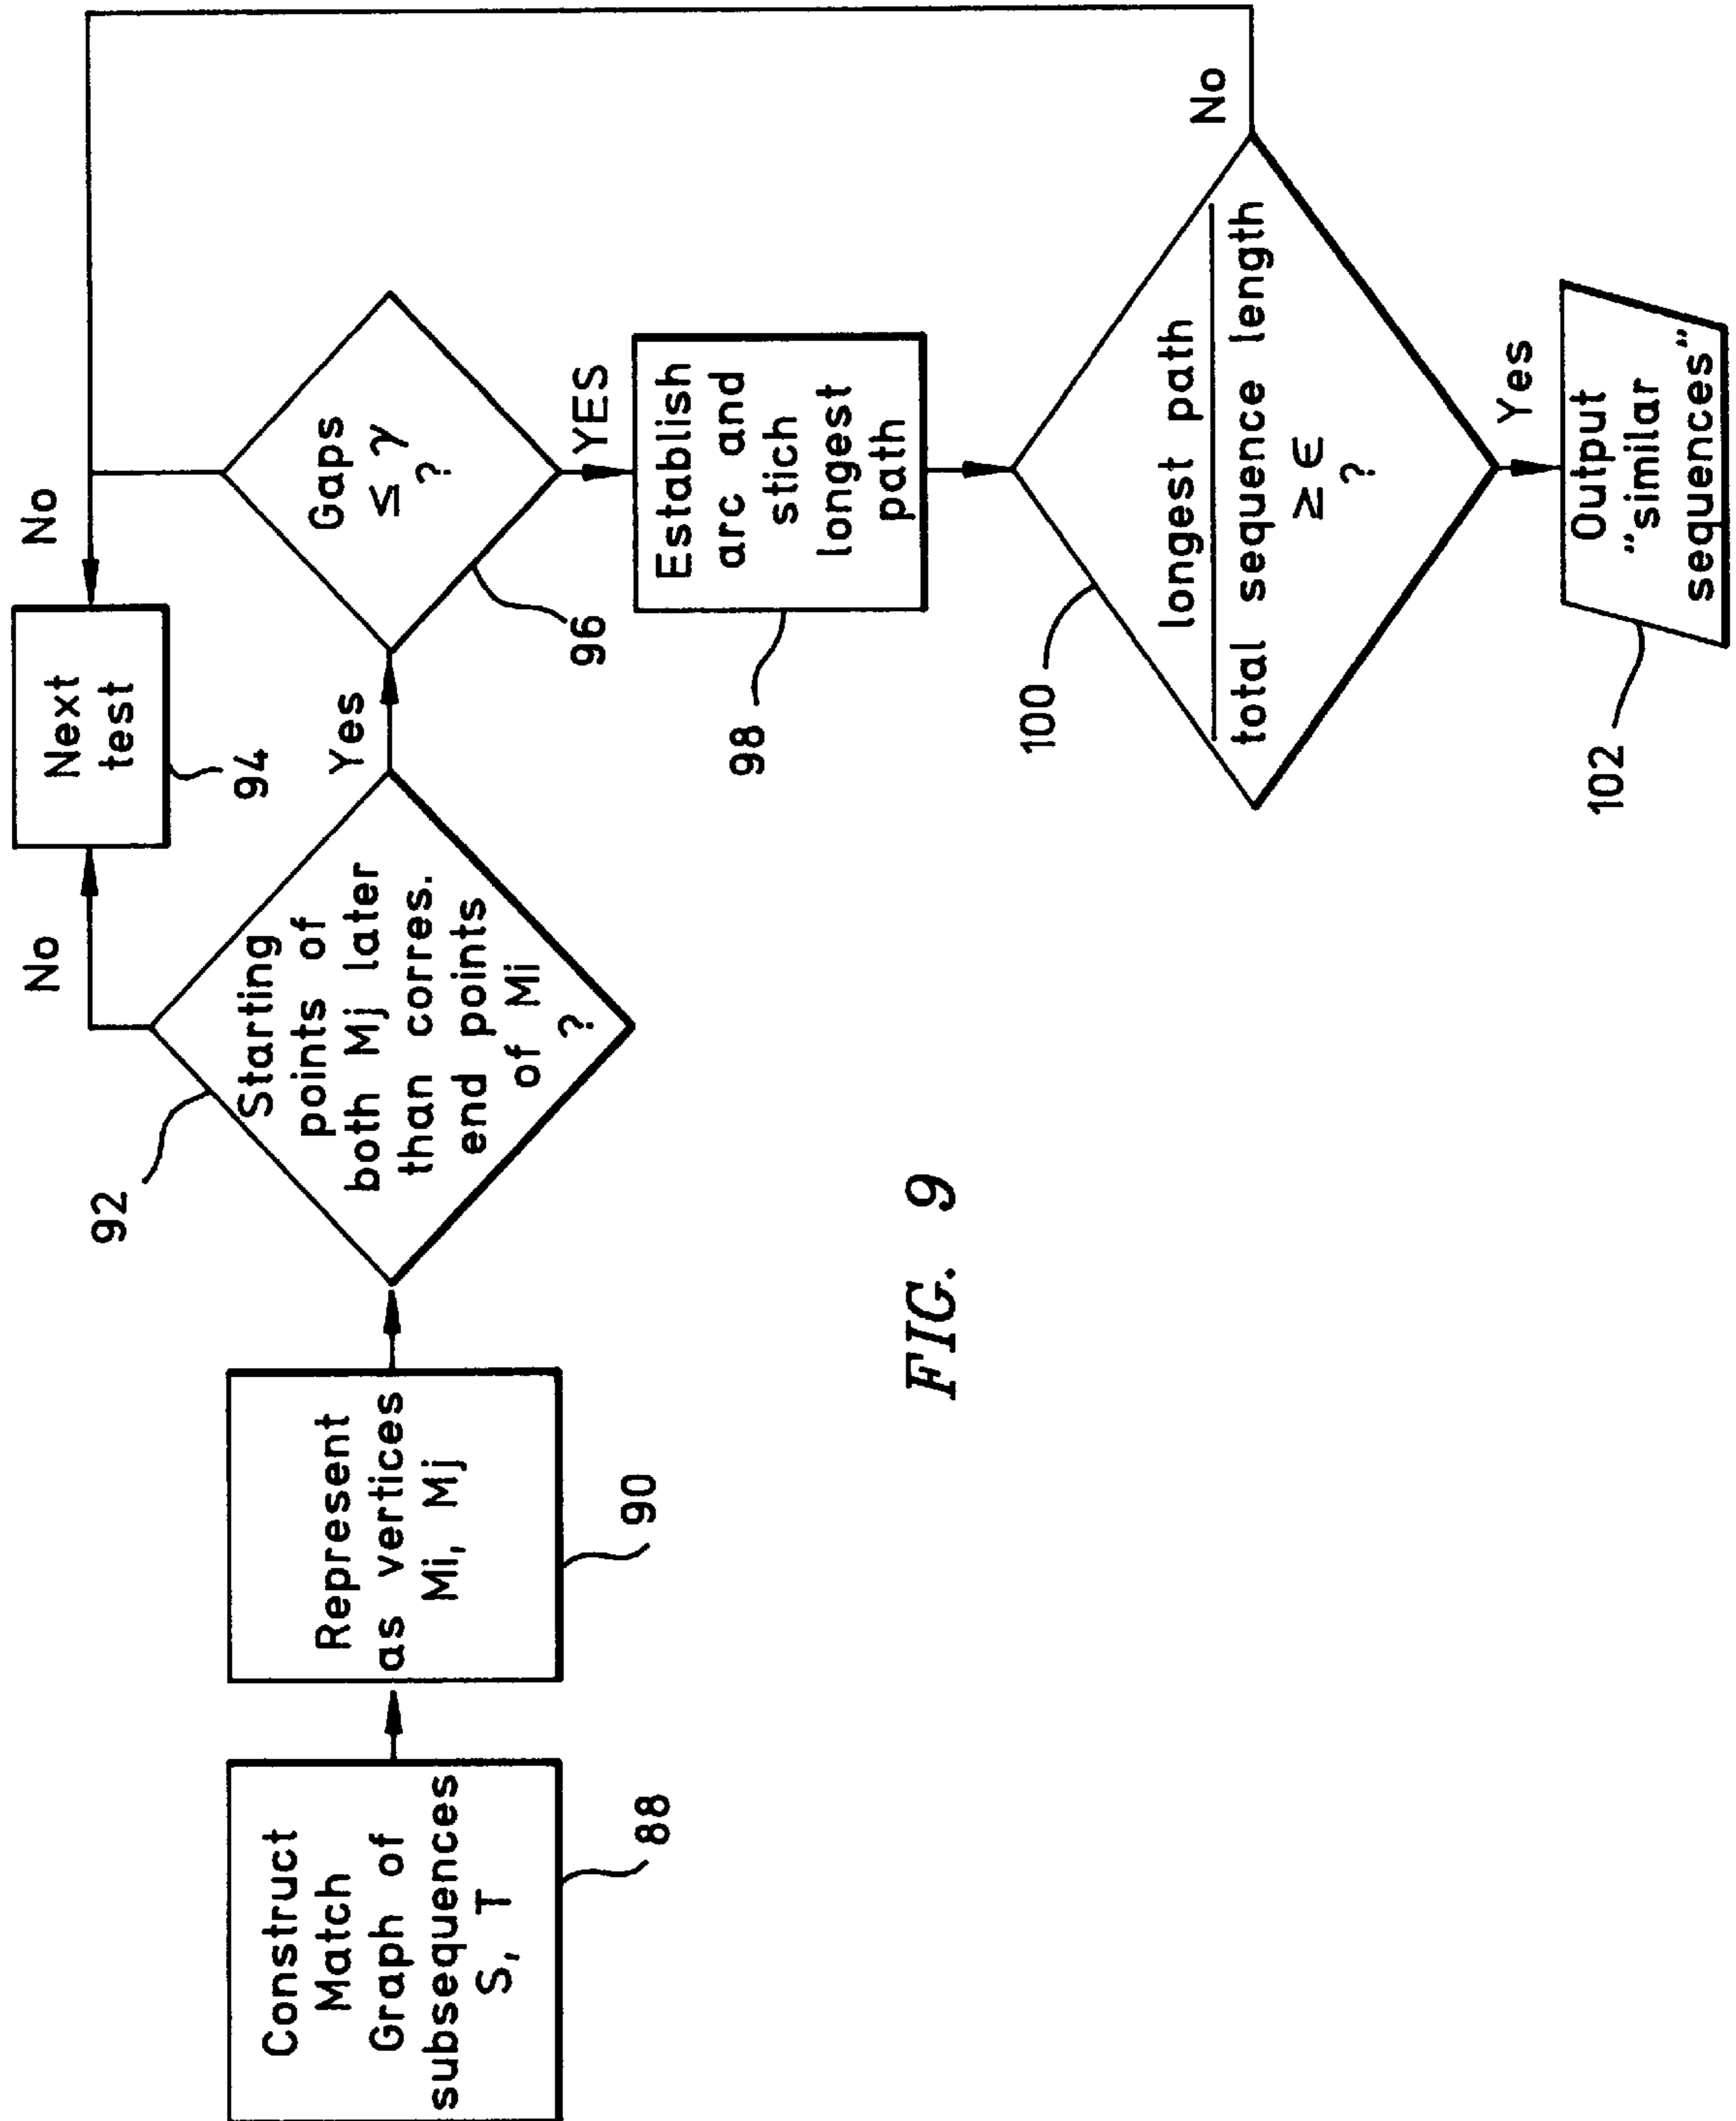 Construct
Match
Graph of
subsequences
S, T
88
Represent
as vertices
Mi, Mj
90
92
Starting
points of
both Mj later
than corres.
end points
of Mi
?
No
Yes
Next
test
94
No
Gaps
≤ γ
?
96
YES
Establish
arc and
stich
longest
path
98
100
longest path
total sequence length
≥ ϵ
?
No
Yes
Output
"similar
sequences"
102
FIG. 9